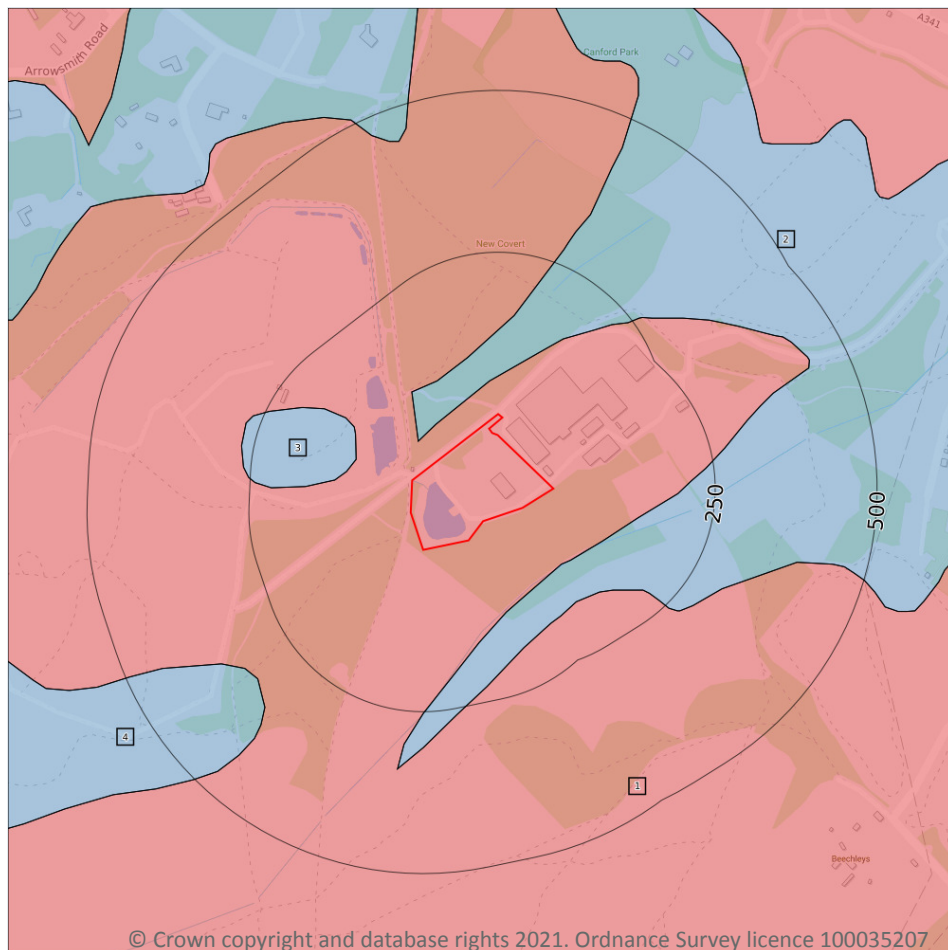 Arrowsmith Road
Canford Park
A341
2
New Covert
3
250
500
4
1
Beechleys
© Crown copyright and database rights 2021. Ordnance Survey licence 100035207